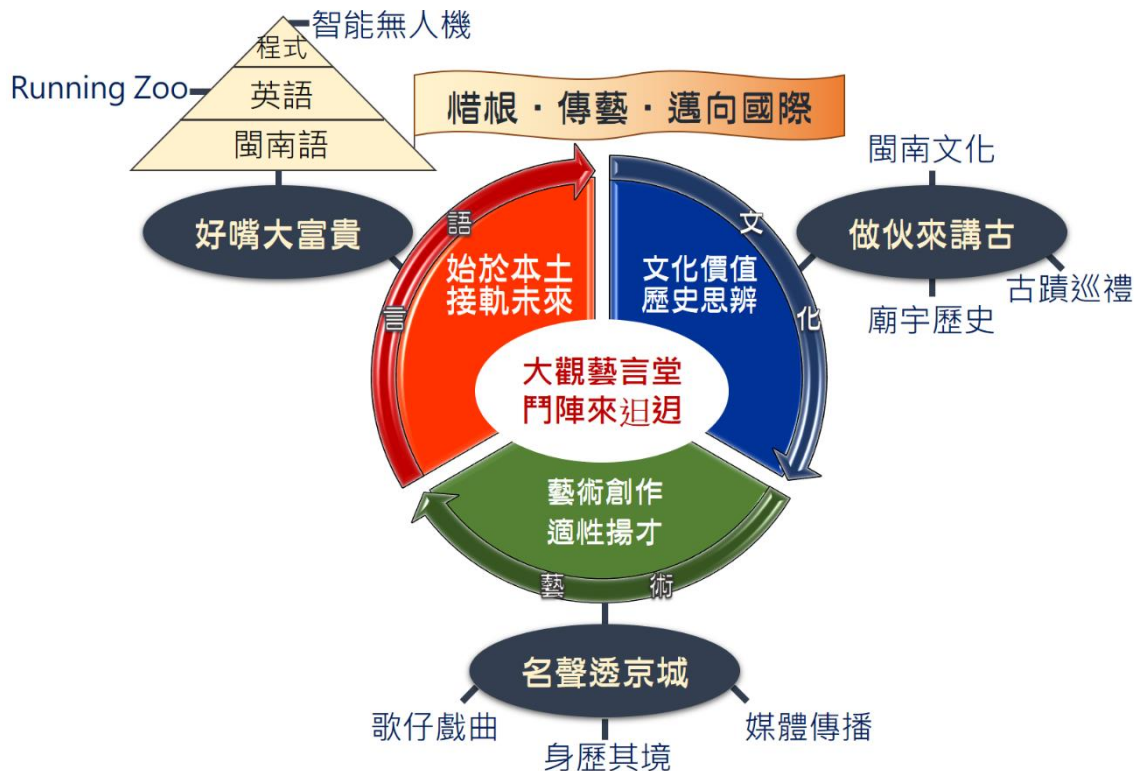 智能無人機
程式
Running Zoo
英語
閩南語
惜根‧傳藝‧邁向國際
好嘴大富貴
語言
始於本土
接軌未來
文化
文化價值
歷史思辨
閩南文化
做伙來講古
古蹟巡禮
廟宇歷史
大觀藝言堂
鬥陣來𨑨迌
藝術創作
適性揚才
藝術
名聲透京城
歌仔戲曲
身歷其境
媒體傳播